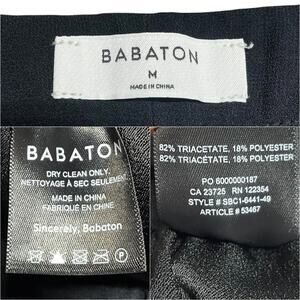 BABATON
M
MADE IN CHINA
BABATON
DRY CLEAN ONLY.
NETTOYAGE À SEC SEULEMENT
MADE IN CHINA
FABRIQUÉ EN CHINE
Sincerely, Babaton
82% TRIACETATE, 18% POLYESTER
82% TRIACÉTATE, 18% POLYESTER
PO 6000000187
CA 23725 RN 122354
STYLE # SBC1-6441-49
ARTICLE # 53467